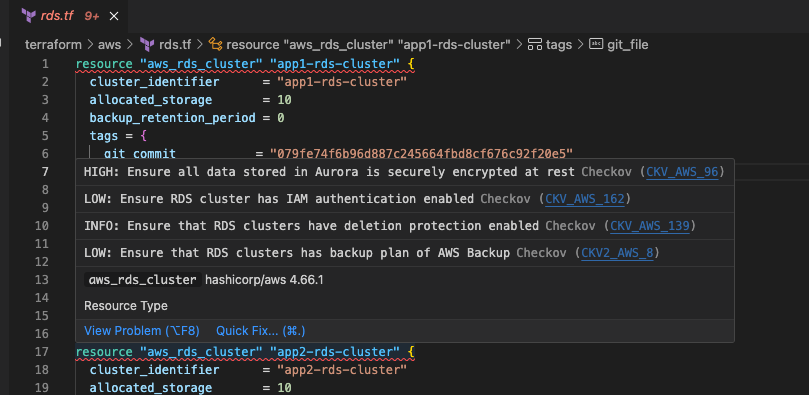 rds.tf 9+ ×
terraform > aws > rds.tf > resource "aws_rds_cluster" "app1-rds-cluster" > tags > abc git_file
1 resource "aws_rds_cluster" "app1-rds-cluster" {
2 cluster_identifier = "app1-rds-cluster"
3 allocated_storage = 10
4 backup_retention_period = 0
5 tags = {
6 git_commit = "079fe74f6b96d887c245664fbd8cf676c92f20e5"
7 HIGH: Ensure all data stored in Aurora is securely encrypted at rest Checkov (CKV_AWS_96)
8 LOW: Ensure RDS cluster has IAM authentication enabled Checkov (CKV_AWS_162)
9
10 INFO: Ensure that RDS clusters have deletion protection enabled Checkov (CKV_AWS_139)
11
12 LOW: Ensure that RDS clusters has backup plan of AWS Backup Checkov (CKV2_AWS_8)
13 aws_rds_cluster hashicorp/aws 4.66.1
14
15 Resource Type
16 View Problem (⌥F8) Quick Fix... (⌘.)
17 resource "aws_rds_cluster" "app2-rds-cluster" {
18 cluster_identifier = "app2-rds-cluster"
19 allocated_storage = 10